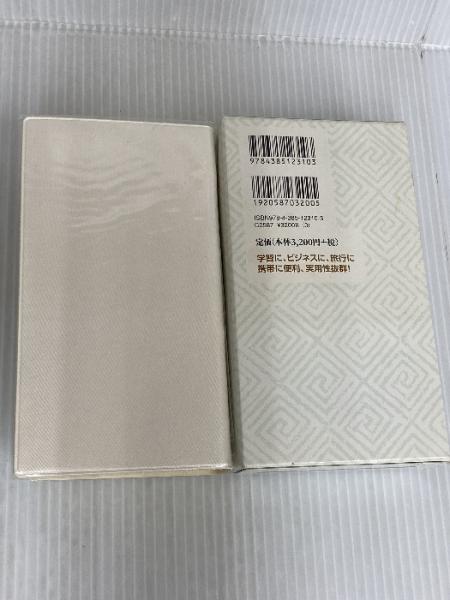 9784385123103
1920587032005
ISBN978-4-385-12310-3
C0587 ¥3200E
定価(本体3,200円+税)
学習に、ビジネスに、旅行に
携帯に便利、実用性抜群!